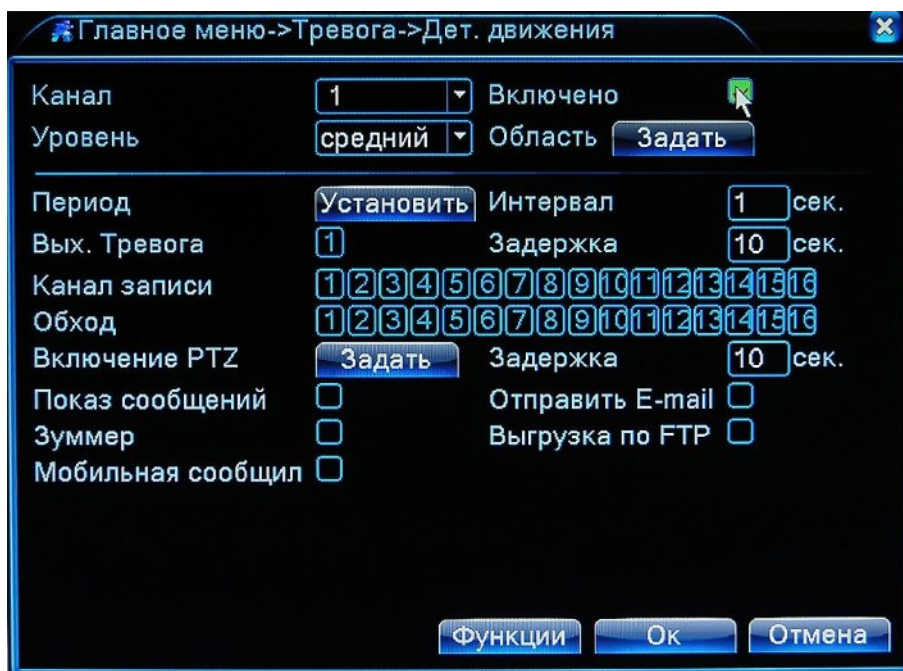 Главное меню->Тревога->Дет. движения
Канал 1 Включено
Уровень средний Область Задать
Период Установить Интервал 1 сек.
Вых. Тревога 1 Задержка 10 сек.
Канал записи 1 2 3 4 5 6 7 8 9 10 11 12 13 14 15 16
Обход 1 2 3 4 5 6 7 8 9 10 11 12 13 14 15 16
Включение PTZ Задать Задержка 10 сек.
Показ сообщений Отправить E-mail
Зуммер Выгрузка по FTP
Мобильная сообщил
Функции Ок Отмена